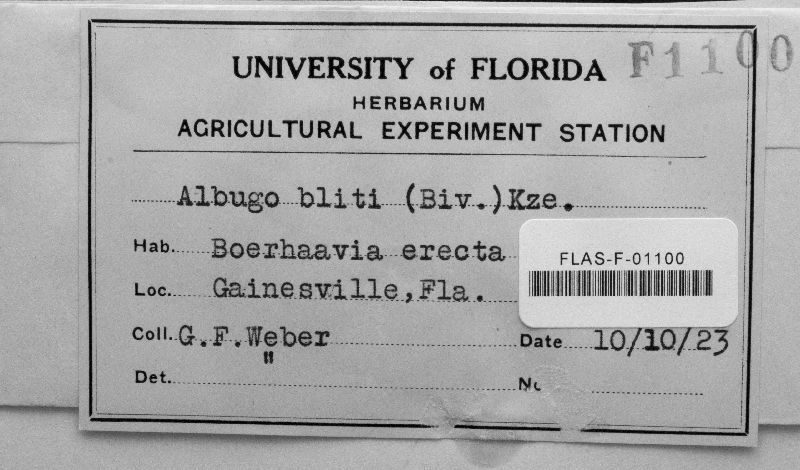 UNIVERSITY of FLORIDA F1100
HERBARIUM
AGRICULTURAL EXPERIMENT STATION
Albugo bliti (Biv.) Kze.
Hab. Boerhaavia erecta
FLAS-F-01100
Loc. Gainesville, Fla.
Coll. G.F.Weber Date 10/10/23
"
Det. No